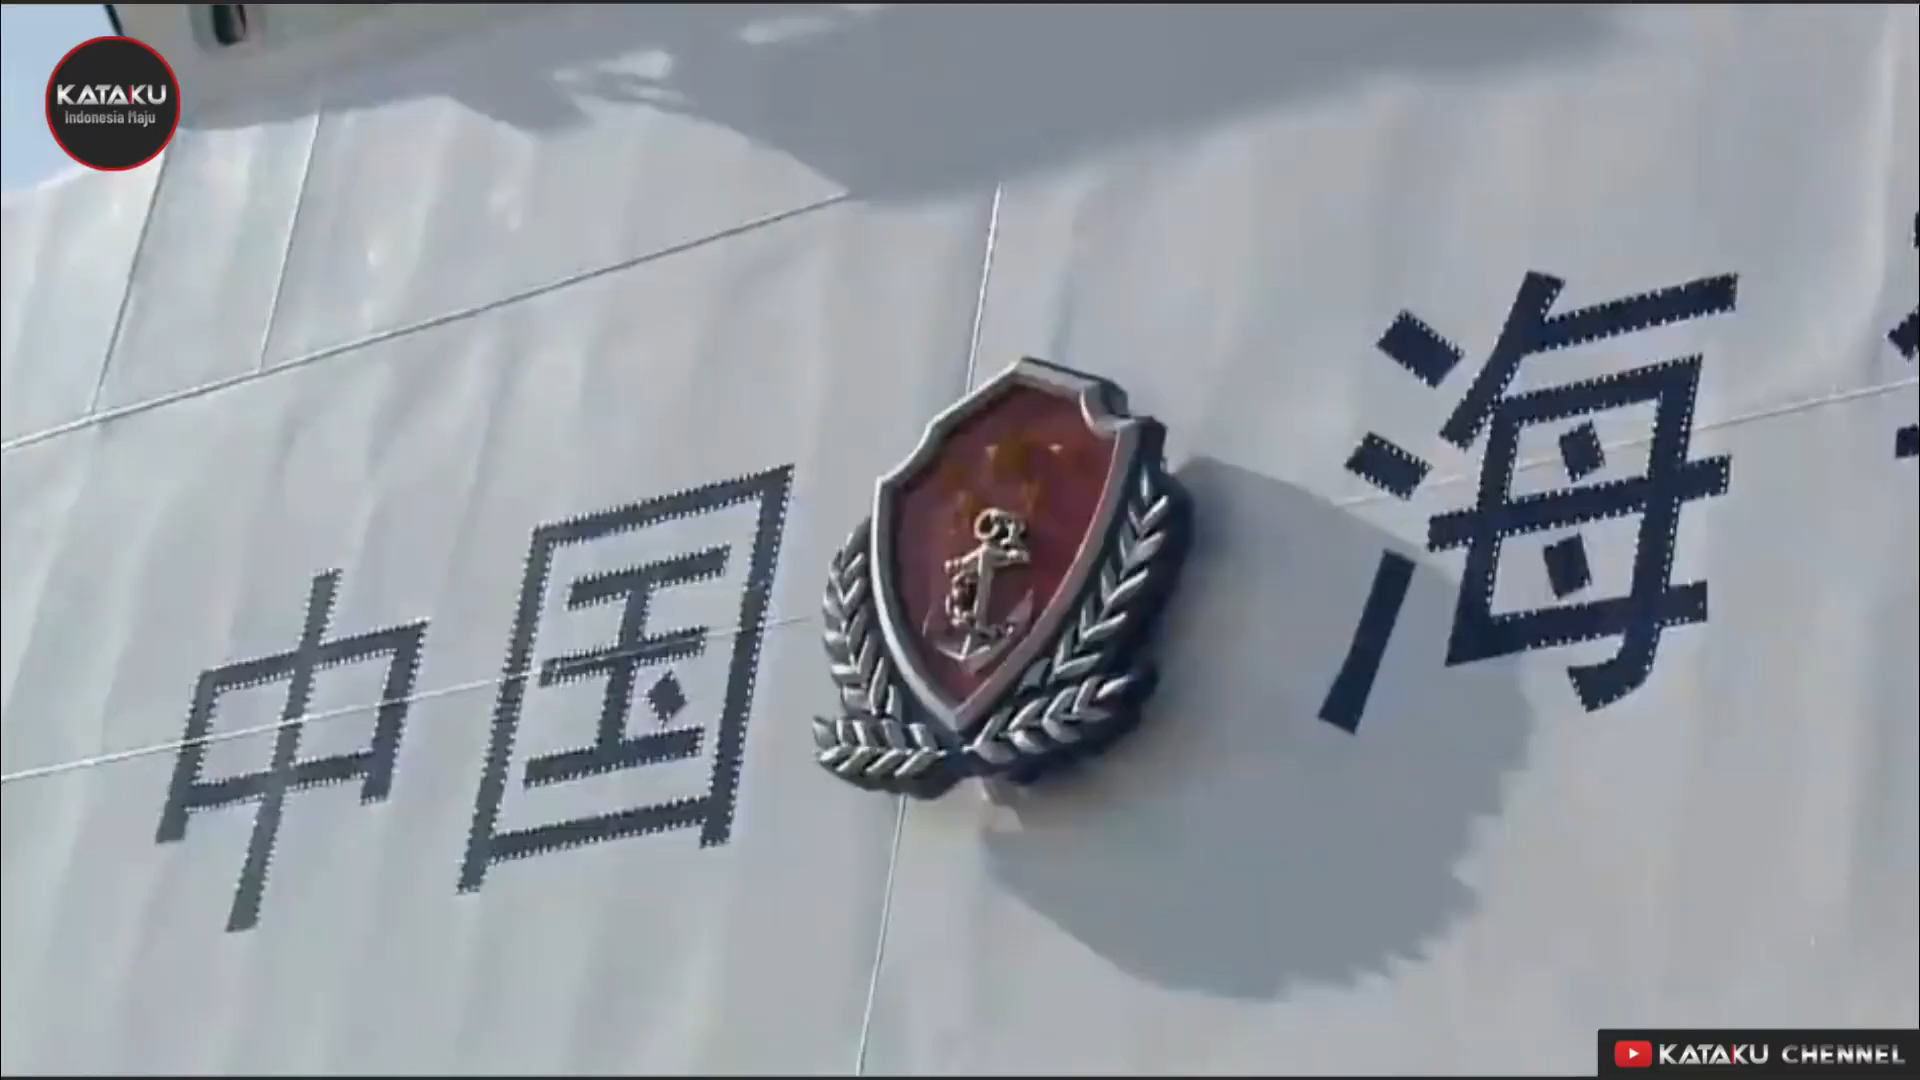 KATAKU
Indonesia Maju
中国 海
KATAKU CHENNEL